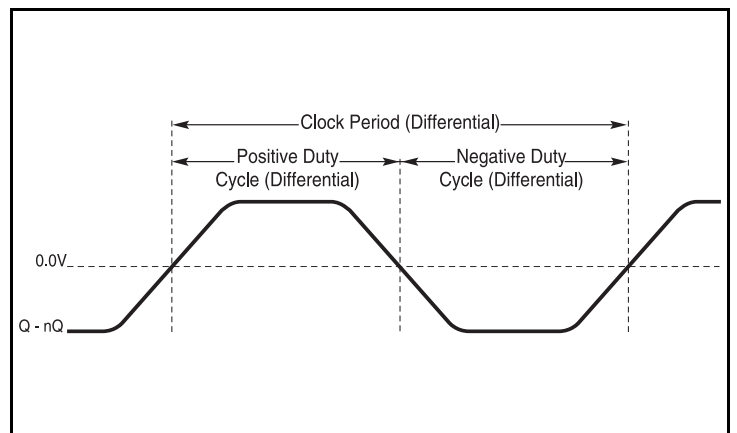 Clock Period (Differential)
Positive Duty
Cycle (Differential)
Negative Duty
Cycle (Differential)
0.0V
Q - nQ